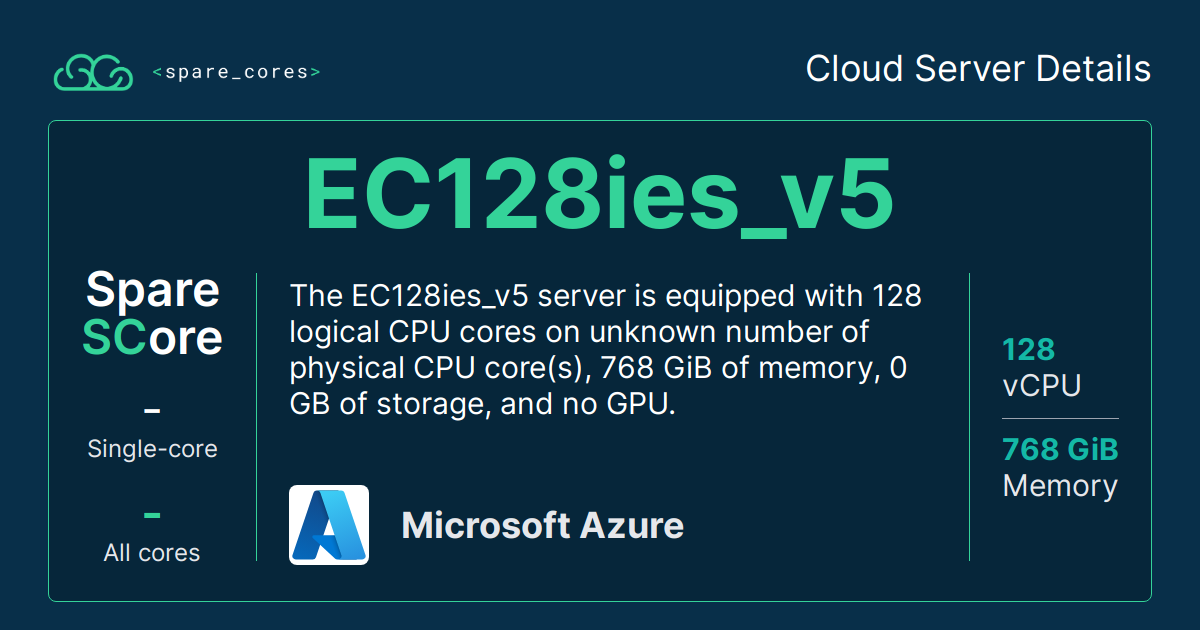 <spare_cores>
Cloud Server Details
EC128ies_v5
Spare
SCore
-
Single-core
-
All cores
The EC128ies_v5 server is equipped with 128
logical CPU cores on unknown number of
physical CPU core(s), 768 GiB of memory, 0
GB of storage, and no GPU.
Microsoft Azure
128
vCPU
768 GiB
Memory